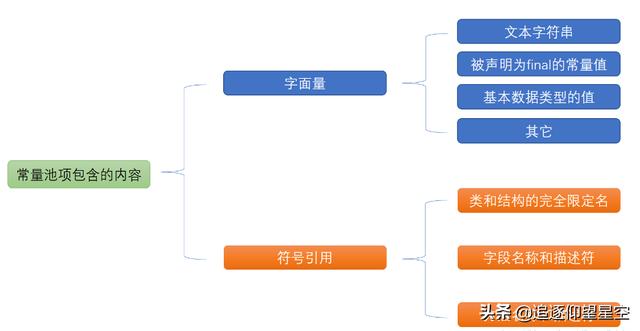 文本字符串
被声明为final的常量值
字面量
基本数据类型的值
其它
常量池项包含的内容
类和结构的完全限定名
符号引用
字段名称和描述符
头条@追逐仰望星空